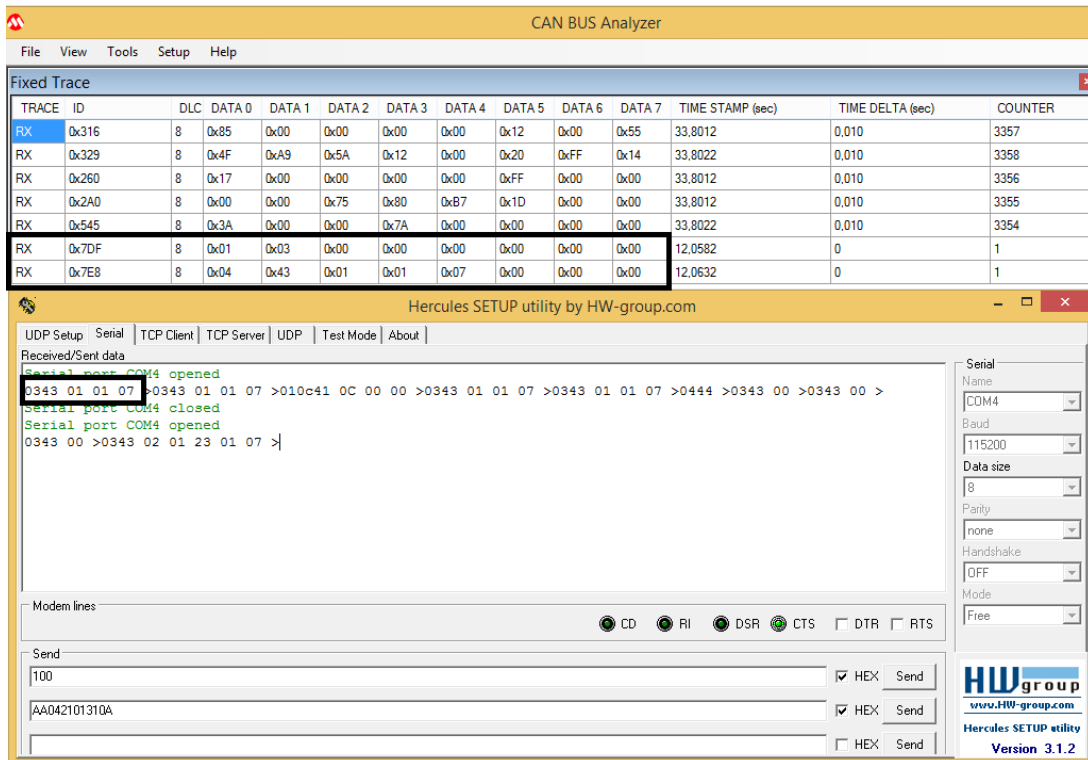 CAN BUS Analyzer
File View Tools Setup Help
Fixed Trace
TRACE ID DLC DATA 0 DATA 1 DATA 2 DATA 3 DATA 4 DATA 5 DATA 6 DATA 7 TIME STAMP (sec) TIME DELTA (sec) COUNTER
RX 0x316 8 0x85 0x00 0x00 0x00 0x00 0x12 0x00 0x55 33,8012 0,010 3357
RX 0x329 8 0x4F 0xA9 0x5A 0x12 0x00 0x20 0xFF 0x14 33,8022 0,010 3358
RX 0x260 8 0x17 0x00 0x00 0x00 0x00 0xFF 0x00 0x00 33,8012 0,010 3356
RX 0x2A0 8 0x00 0x00 0x75 0x80 0xB7 0x1D 0x00 0x00 33,8012 0,010 3355
RX 0x545 8 0x3A 0x00 0x00 0x7A 0x00 0x00 0x00 0x00 33,8022 0,010 3354
RX 0x7DF 8 0x01 0x03 0x00 0x00 0x00 0x00 0x00 0x00 12,0582 0 1
RX 0x7E8 8 0x04 0x43 0x01 0x01 0x07 0x00 0x00 0x00 12,0632 0 1
Hercules SETUP utility by HW-group.com
UDP Setup Serial TCP Client TCP Server UDP Test Mode About
Received/Sent data
Serial port COM4 opened
0343 01 01 07 >0343 01 01 07 >010c41 0C 00 00 >0343 01 01 07 >0343 01 01 07 >0444 >0343 00 >0343 00 >
Serial port COM4 closed
Serial port COM4 opened
0343 00 >0343 02 01 23 01 07 >
Serial
Name
COM4
Baud
115200
Data size
8
Parity
none
Handshake
OFF
Mode
Free
Modem lines
CD RI DSR CTS DTR RTS
Send
100 HEX Send
AA042101310A HEX Send
HEX Send
HWgroup
www.HW-group.com
Hercules SETUP utility
Version 3.1.2